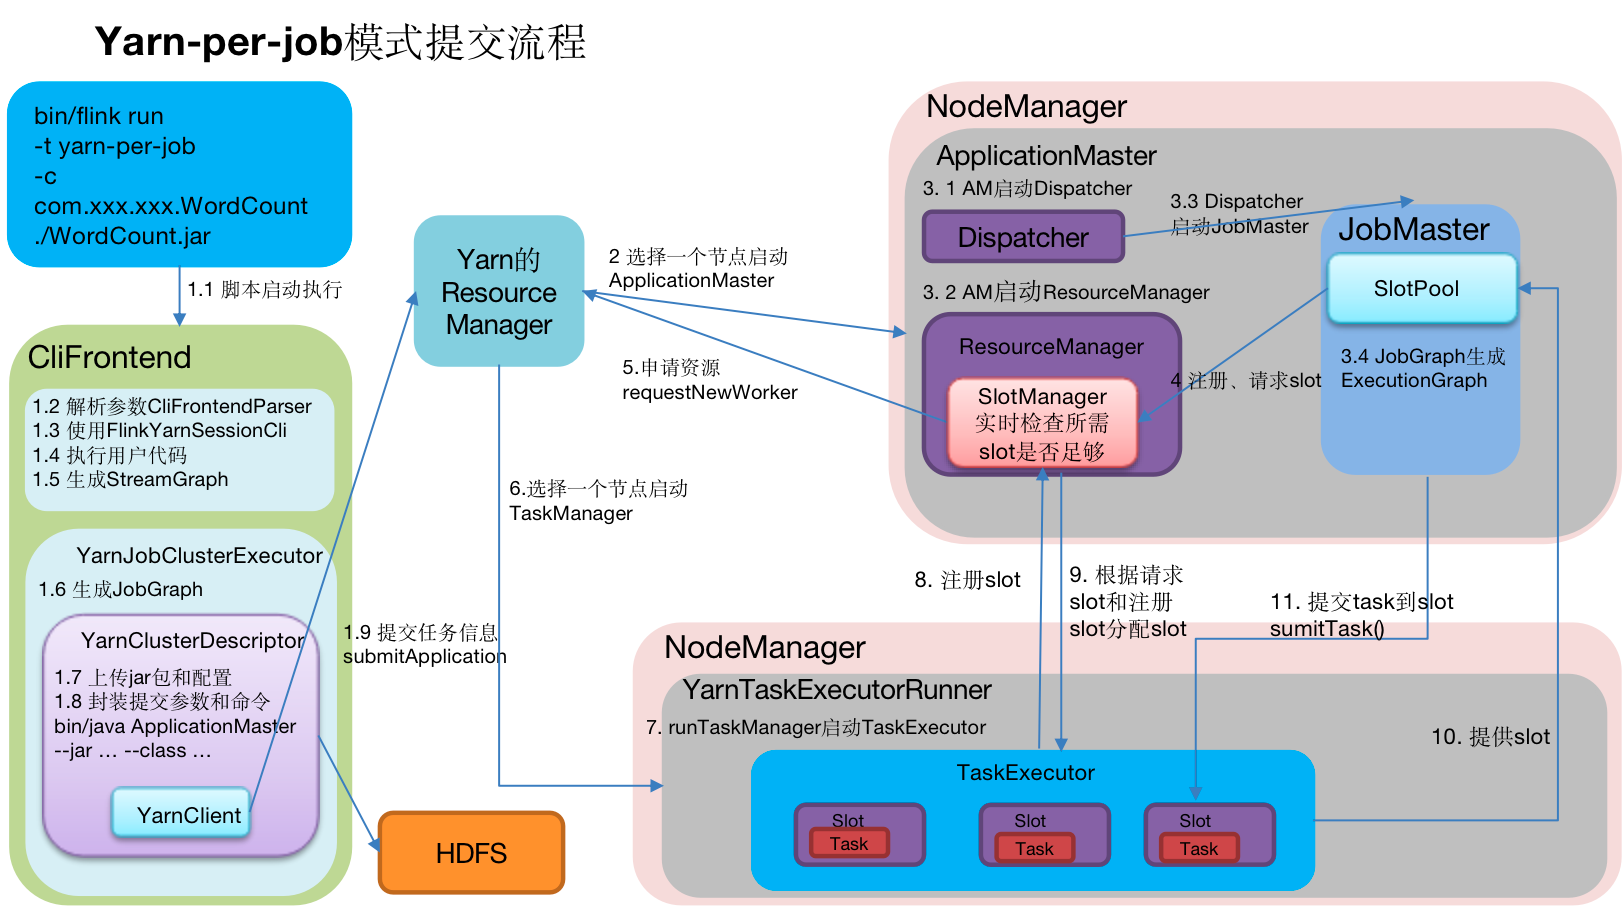 Yarn-per-job模式提交流程
bin/flink run
-t yarn-per-job
-c
com.xxx.xxx.WordCount
./WordCount.jar
1.1 脚本启动执行
CliFrontend
1.2 解析参数CliFrontendParser
1.3 使用FlinkYarnSessionCli
1.4 执行用户代码
1.5 生成StreamGraph
YarnJobClusterExecutor
1.6 生成JobGraph
YarnClusterDescriptor
1.7 上传jar包和配置
1.8 封装提交参数和命令
bin/java ApplicationMaster
--jar … --class …
YarnClient
1.9 提交任务信息
submitApplication
HDFS
Yarn的
Resource
Manager
2 选择一个节点启动
ApplicationMaster
5.申请资源
requestNewWorker
6.选择一个节点启动
TaskManager
NodeManager
ApplicationMaster
3. 1 AM启动Dispatcher
Dispatcher
3.3 Dispatcher
启动JobMaster
3. 2 AM启动ResourceManager
ResourceManager
SlotManager
实时检查所需
slot是否足够
4 注册、请求slot
JobMaster
SlotPool
3.4 JobGraph生成
ExecutionGraph
8. 注册slot
9. 根据请求
slot和注册
slot分配slot
11. 提交task到slot
sumitTask()
10. 提供slot
NodeManager
YarnTaskExecutorRunner
7. runTaskManager启动TaskExecutor
TaskExecutor
Slot
Task
Slot
Task
Slot
Task